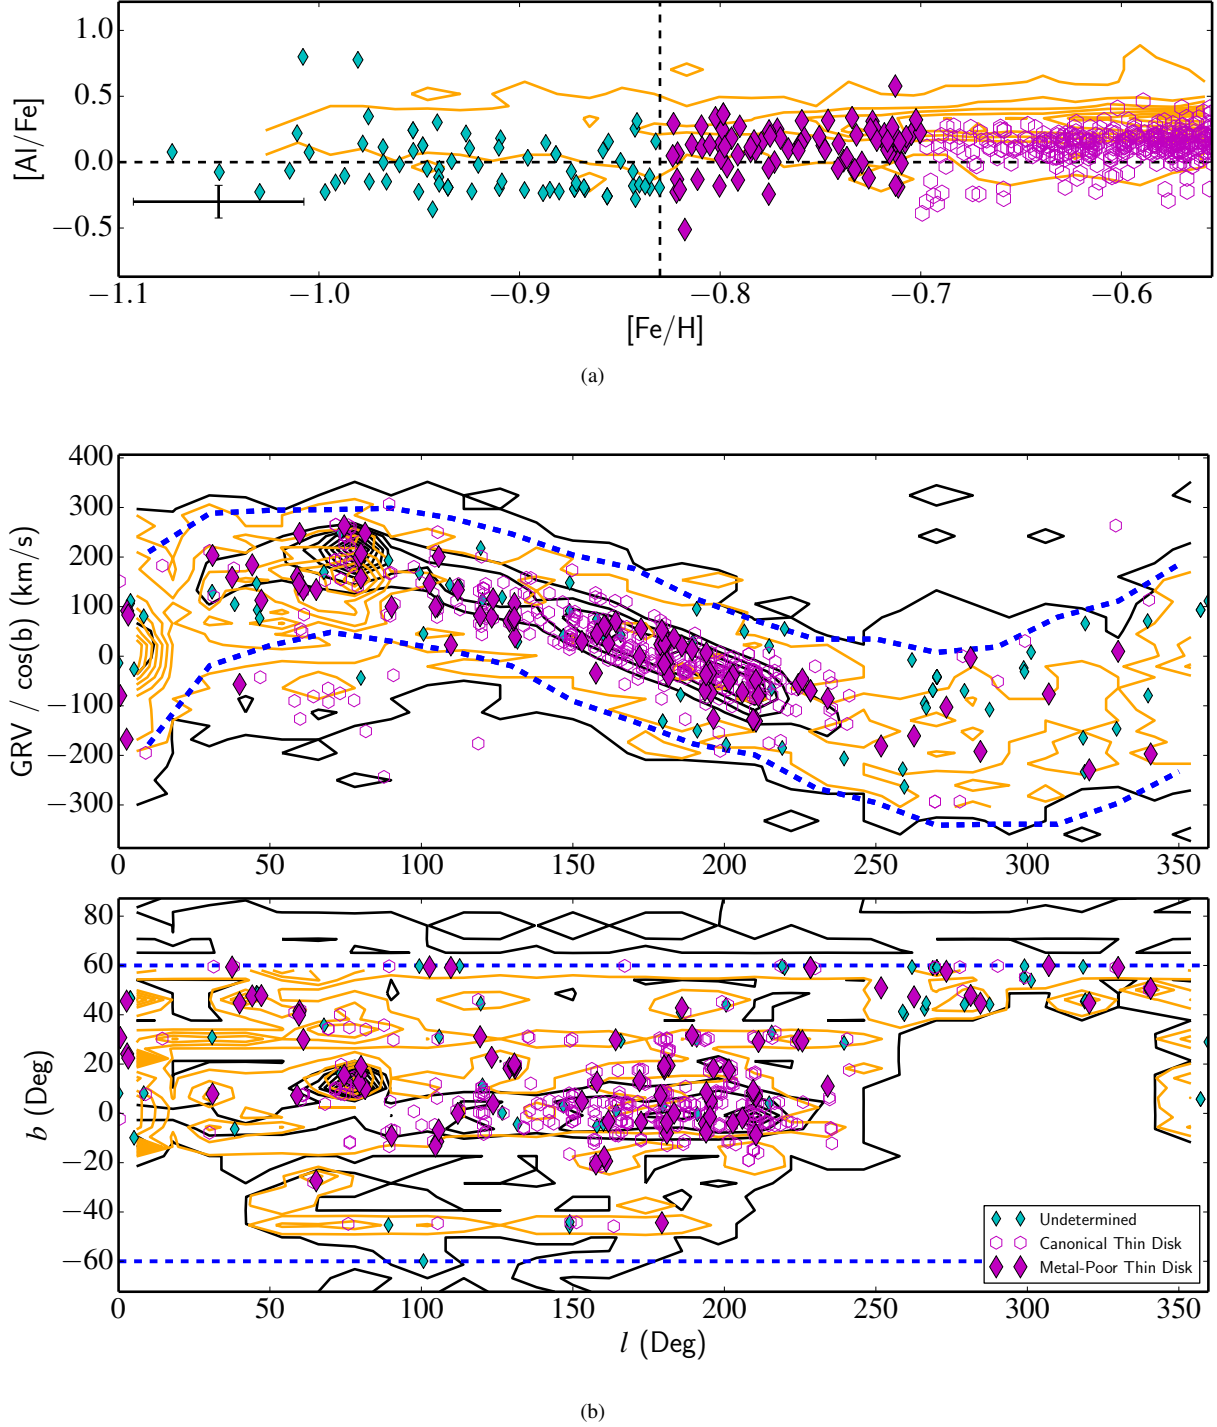 1.0
0.5
0.0
−0.5
[Al/Fe]
−1.1 −1.0 −0.9 −0.8 −0.7 −0.6
[Fe/H]
(a)
400
300
200
100
0
−100
−200
−300
GRV / cos(b) (km/s)
0 50 100 150 200 250 300 350
80
60
40
20
0
−20
−40
−60
b (Deg)
Undetermined
Canonical Thin Disk
Metal-Poor Thin Disk
0 50 100 150 200 250 300 350
l (Deg)
(b)